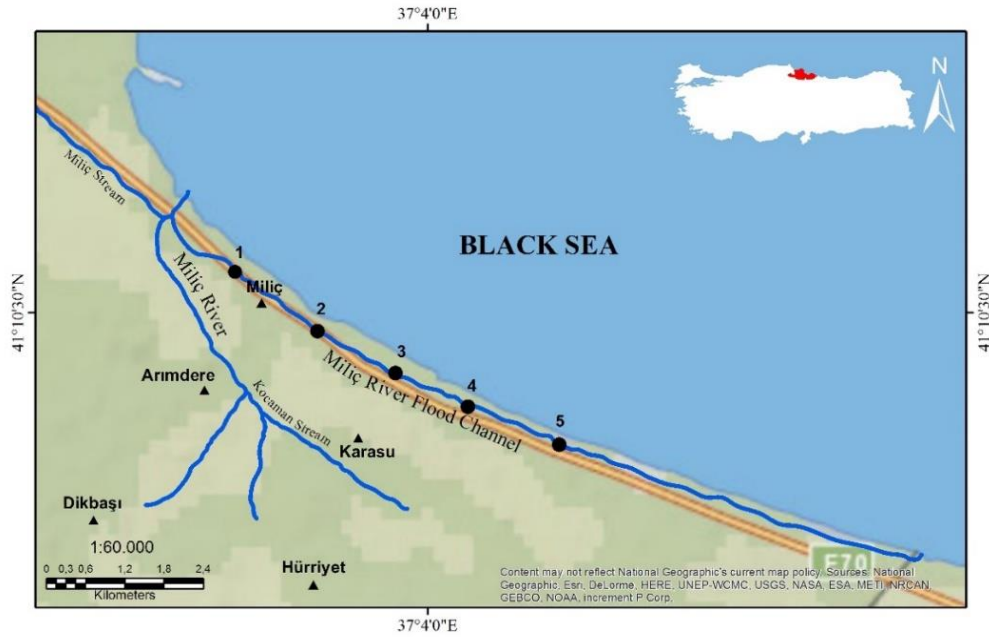 37°4'0"E
N
Miliç Stream
BLACK SEA
1
Miliç
2
Miliç River
41°10'30"N
41°10'30"N
3
Miliç River Flood Channel
4
Arımdere
Kocaman Stream
5
Karasu
Dikbaşı
1:60.000
0 0,3 0,6 1,2 1,8 2,4
Kilometers
Hürriyet
E70
Content may not reflect National Geographic's current map policy. Sources: National
Geographic, Esri, DeLorme, HERE, UNEP-WCMC, USGS, NASA, ESA, METI, NRCAN,
GEBCO, NOAA, increment P Corp.
37°4'0"E